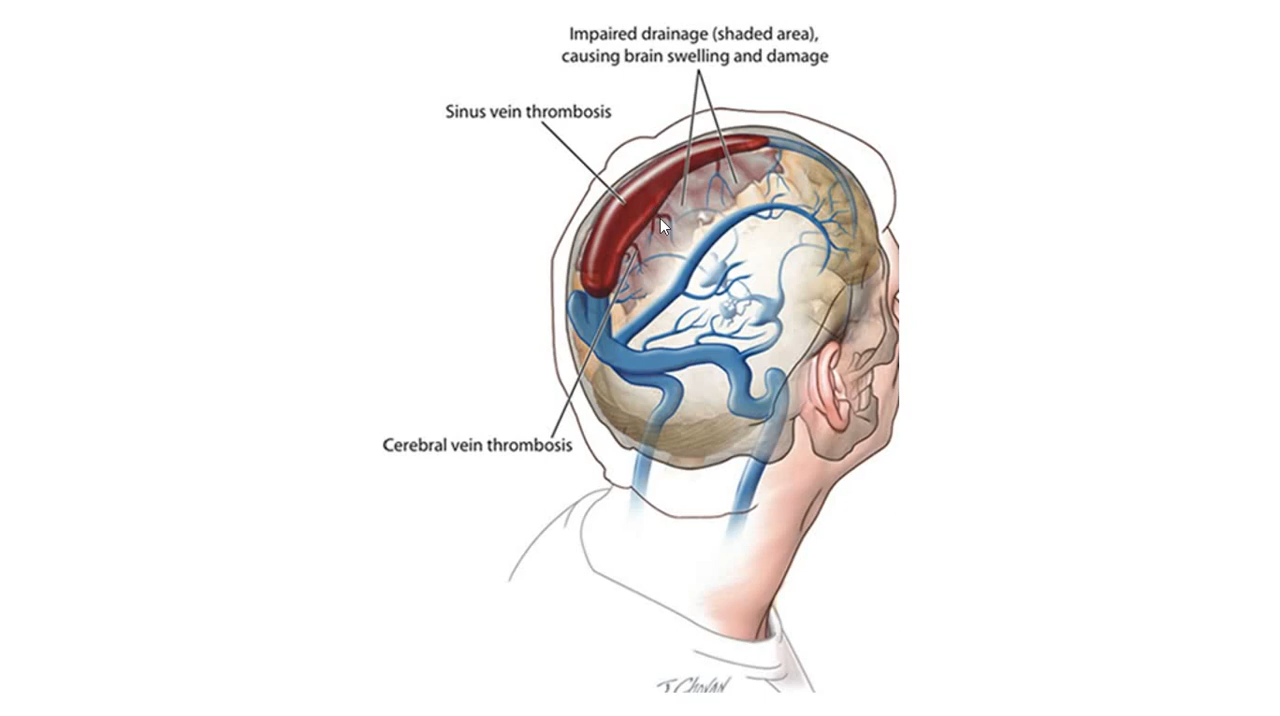 Impaired drainage (shaded area),
causing brain swelling and damage
Sinus vein thrombosis
Cerebral vein thrombosis